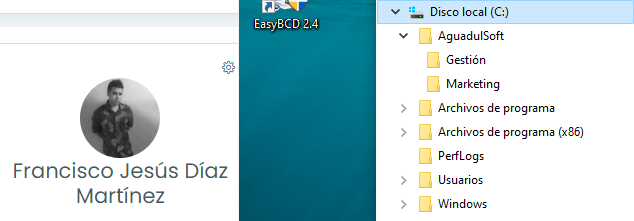 Francisco Jesús Díaz
Martínez
EasyBCD 2.4
Disco local (C:)
AguadulSoft
Gestión
Marketing
Archivos de programa
Archivos de programa (x86)
PerfLogs
Usuarios
Windows